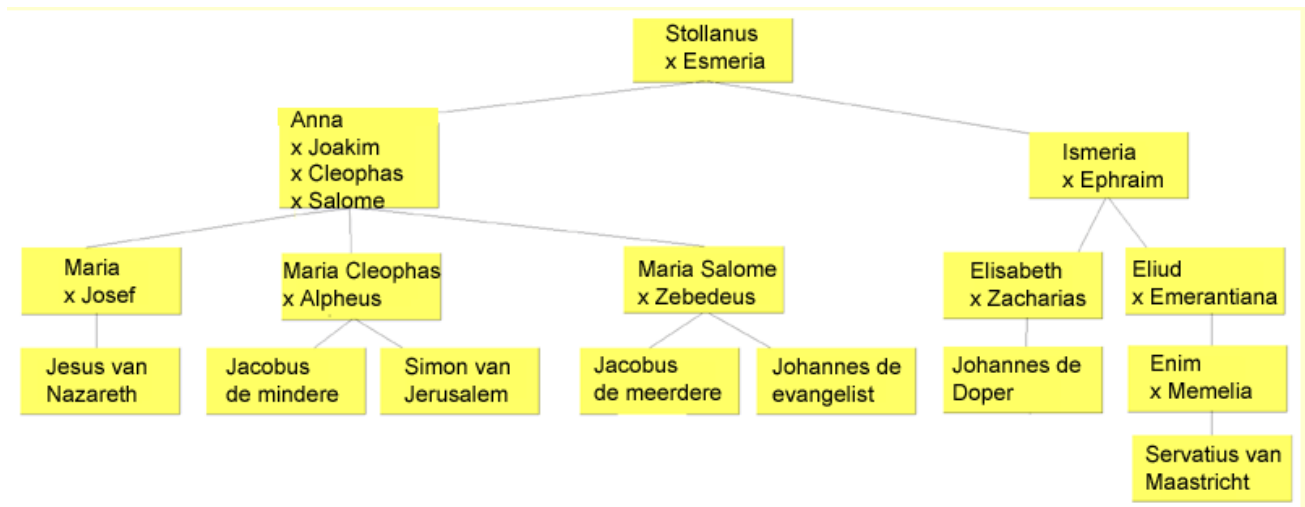 Stollanus
x Esmeria
Anna
x Joakim
x Cleophas
x Salome
Ismeria
x Ephraim
Maria
x Josef
Maria Cleophas
x Alpheus
Maria Salome
x Zebedeus
Elisabeth
x Zacharias
Eliud
x Emerantiana
Jesus van
Nazareth
Jacobus
de mindere
Simon van
Jerusalem
Jacobus
de meerdere
Johannes de
evangelist
Johannes de
Doper
Enim
x Memelia
Servatius van
Maastricht